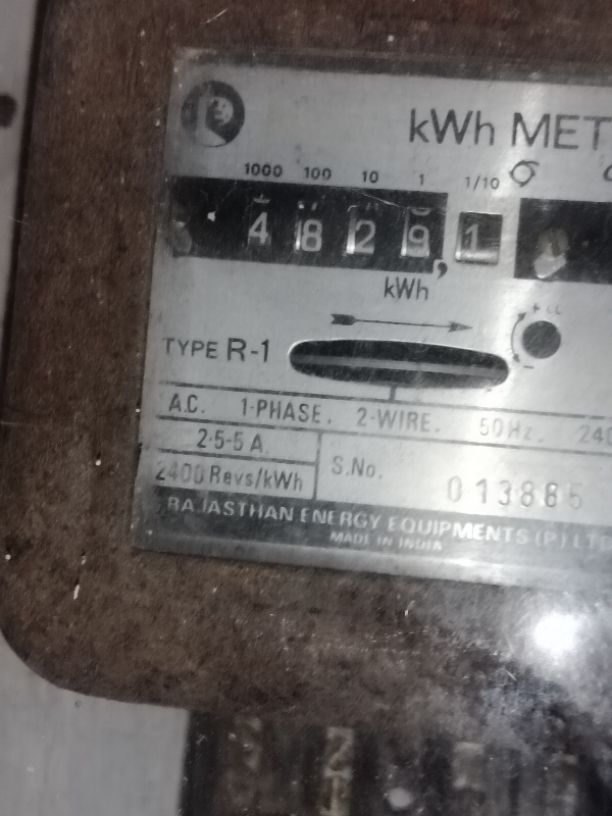 kWh MET
1000 100 10 1 1/10
4 8 2 9 , 1
kWh
TYPE R-1
A.C. 1-PHASE. 2-WIRE. 50Hz. 240
2·5-5 A.
2400 Revs/kWh
S.No. 013885
RAJASTHAN ENERGY EQUIPMENTS (P) LTD
MADE IN INDIA